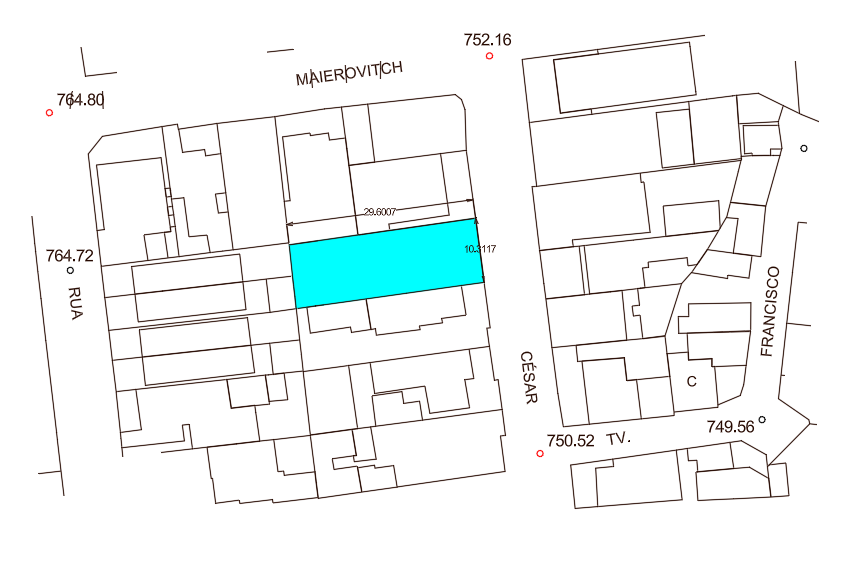 752.16
MAIEROVITCH
764.80
29.6007
10.3117
764.72
RUA
FRANCISCO
CÉSAR
C
749.56
750.52
TV.